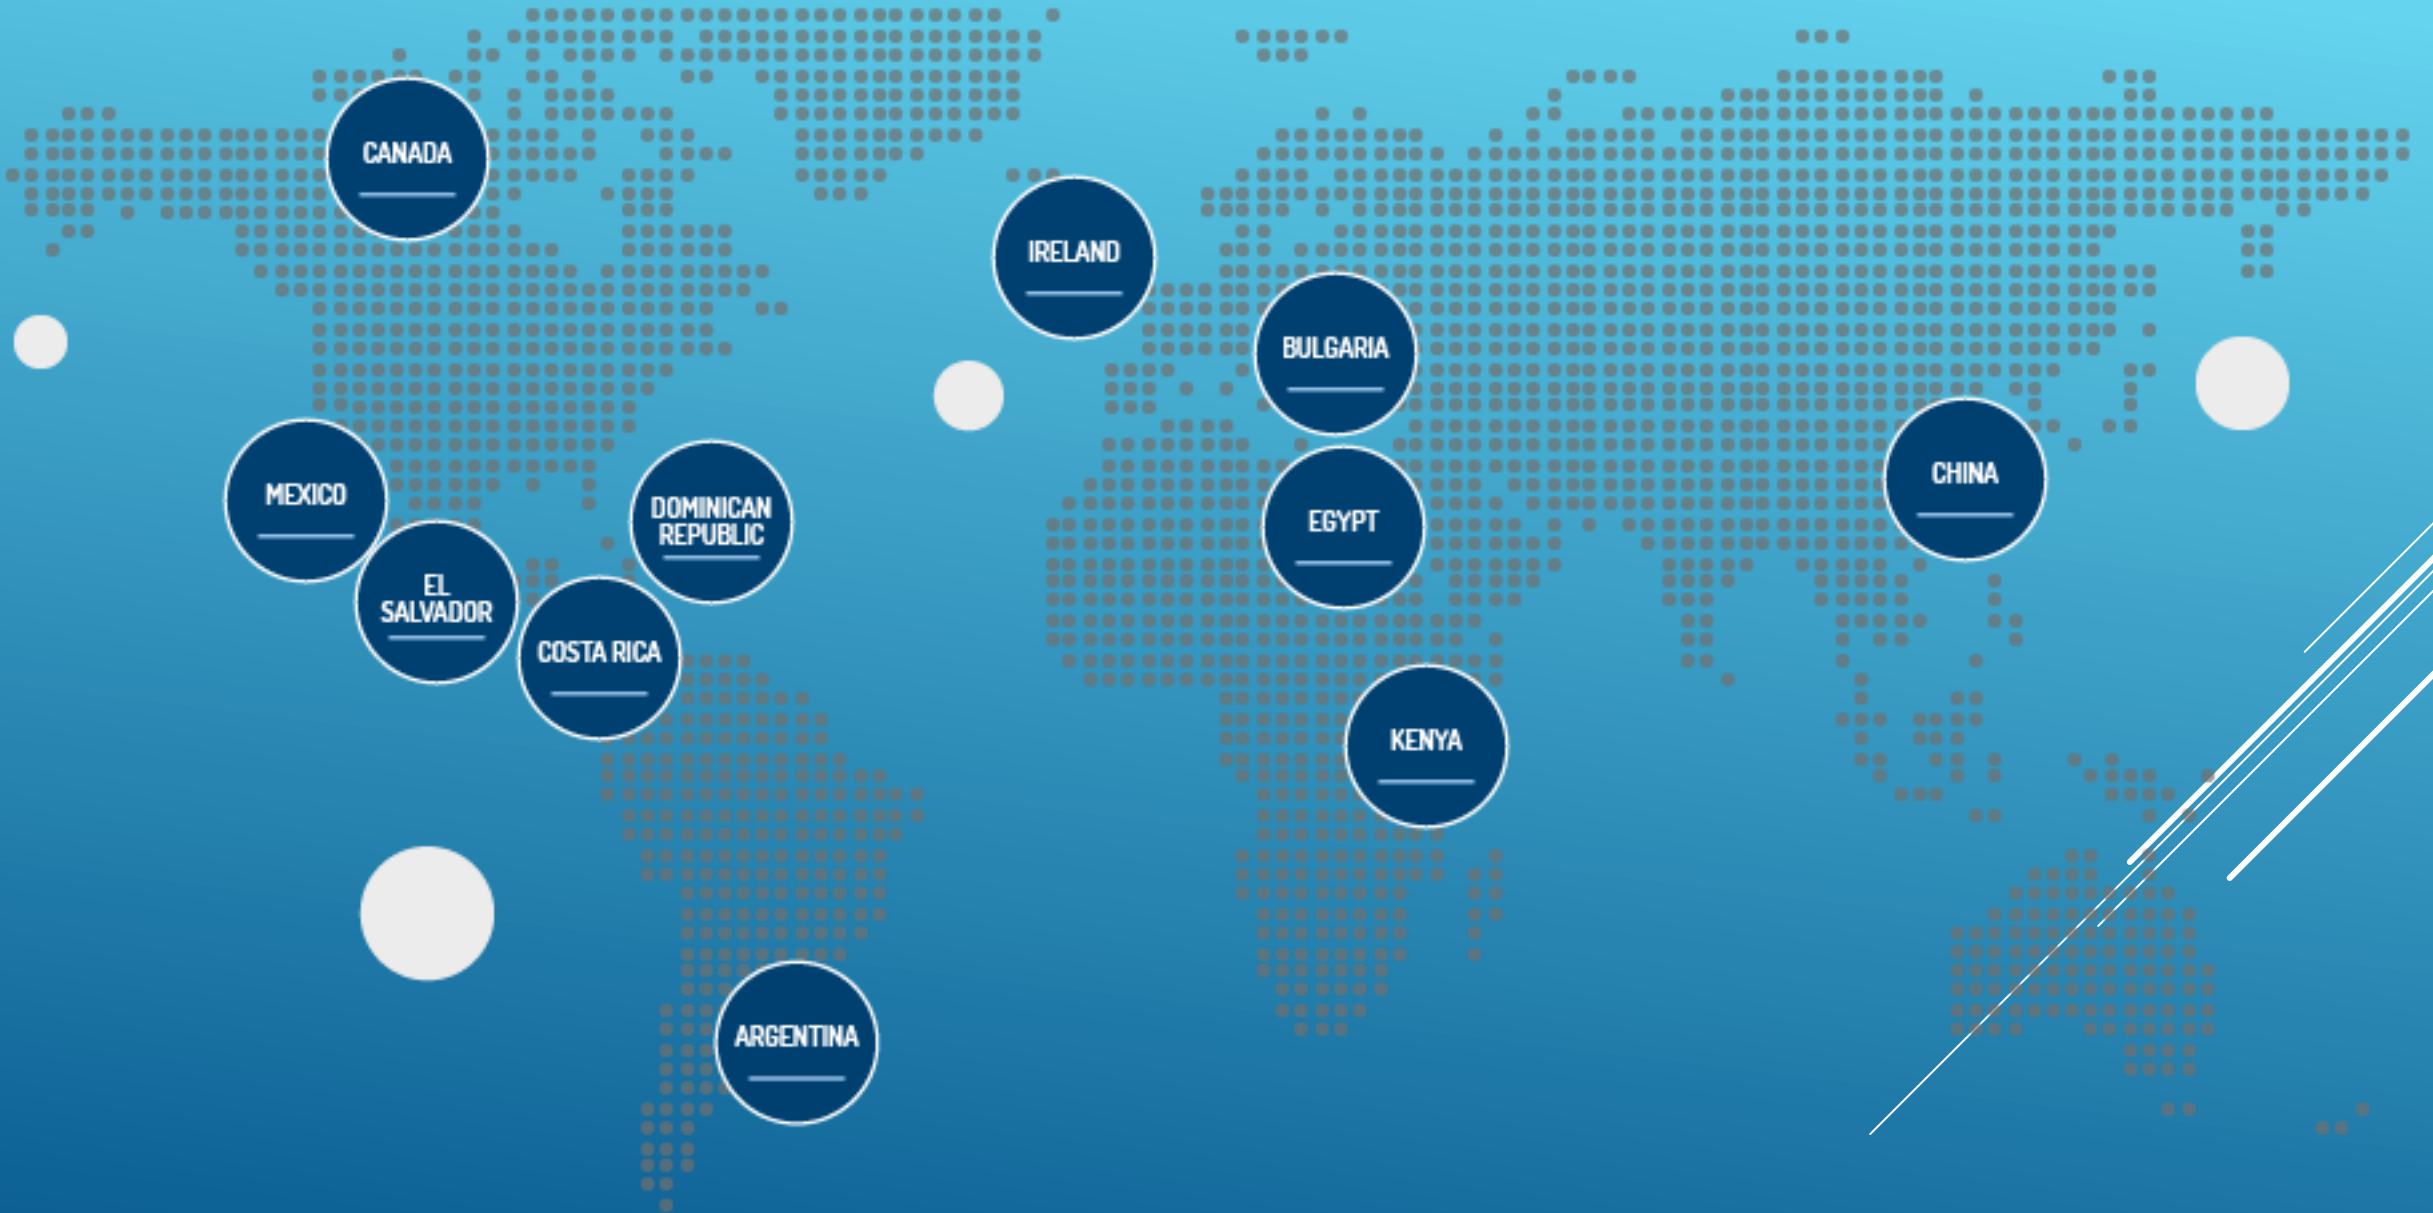 CANADA
IRELAND
BULGARIA
CHINA
MEXICO
DOMINICAN
REPUBLIC
EGYPT
EL
SALVADOR
COSTA RICA
KENYA
ARGENTINA